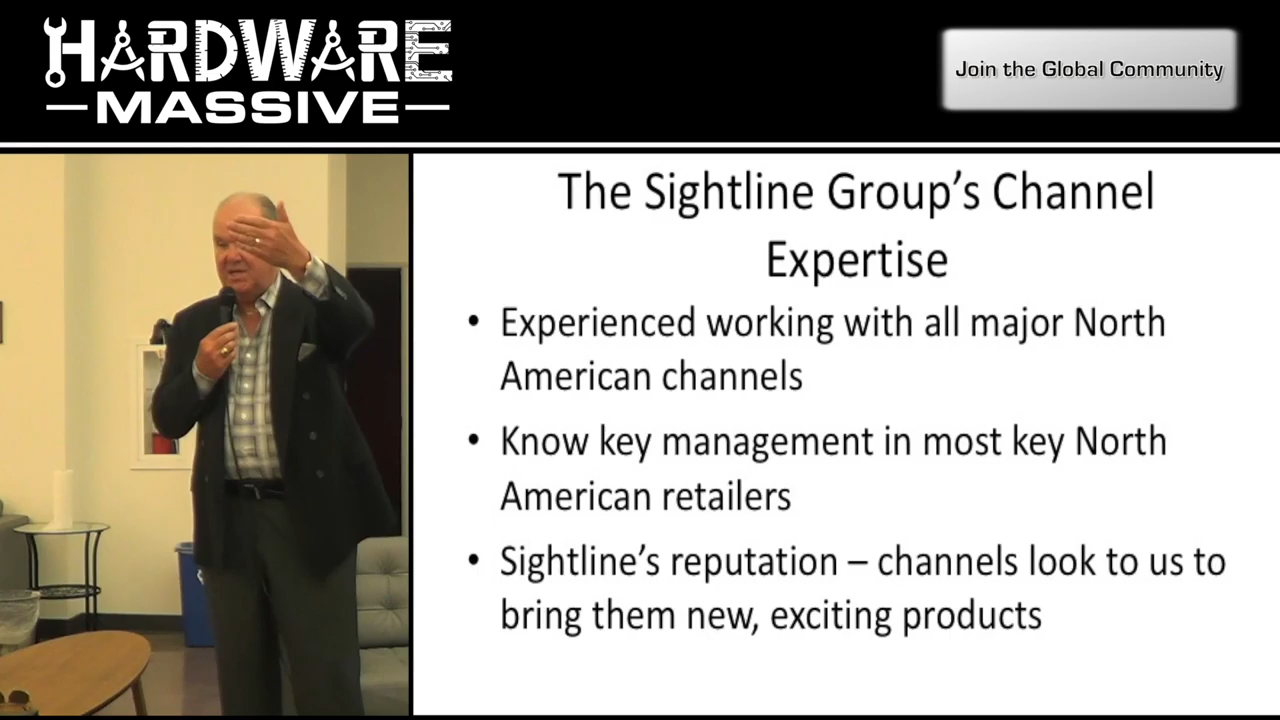 HARDWARE
MASSIVE
Join the Global Community
The Sightline Group’s Channel
Expertise
• Experienced working with all major North
American channels
• Know key management in most key North
American retailers
• Sightline’s reputation – channels look to us to
bring them new, exciting products